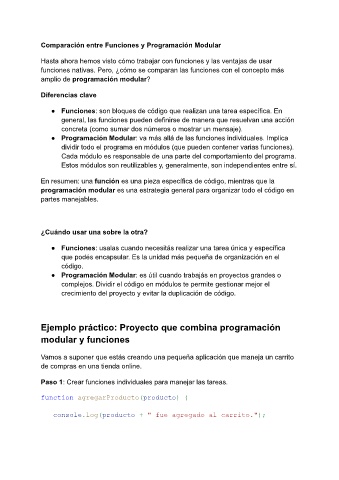 Comparación entre Funciones y Programación Modular
Hasta ahora hemos visto cómo trabajar con funciones y las ventajas de usar
funciones nativas. Pero, ¿cómo se comparan las funciones con el concepto más
amplio de programación modular?
Diferencias clave
● Funciones: son bloques de código que realizan una tarea específica. En
general, las funciones pueden definirse de manera que resuelvan una acción
concreta (como sumar dos números o mostrar un mensaje).
● Programación Modular: va más allá de las funciones individuales. Implica
dividir todo el programa en módulos (que pueden contener varias funciones).
Cada módulo es responsable de una parte del comportamiento del programa.
Estos módulos son reutilizables y, generalmente, son independientes entre sí.
En resumen: una función es una pieza específica de código, mientras que la
programación modular es una estrategia general para organizar todo el código en
partes manejables.
¿Cuándo usar una sobre la otra?
● Funciones: usalas cuando necesitás realizar una tarea única y específica
que podés encapsular. Es la unidad más pequeña de organización en el
código.
● Programación Modular: es útil cuando trabajás en proyectos grandes o
complejos. Dividir el código en módulos te permite gestionar mejor el
crecimiento del proyecto y evitar la duplicación de código.
Ejemplo práctico: Proyecto que combina programación
modular y funciones
Vamos a suponer que estás creando una pequeña aplicación que maneja un carrito
de compras en una tienda online.
Paso 1: Crear funciones individuales para manejar las tareas.
function agregarProducto(producto) {
console.log(producto + " fue agregado al carrito.");